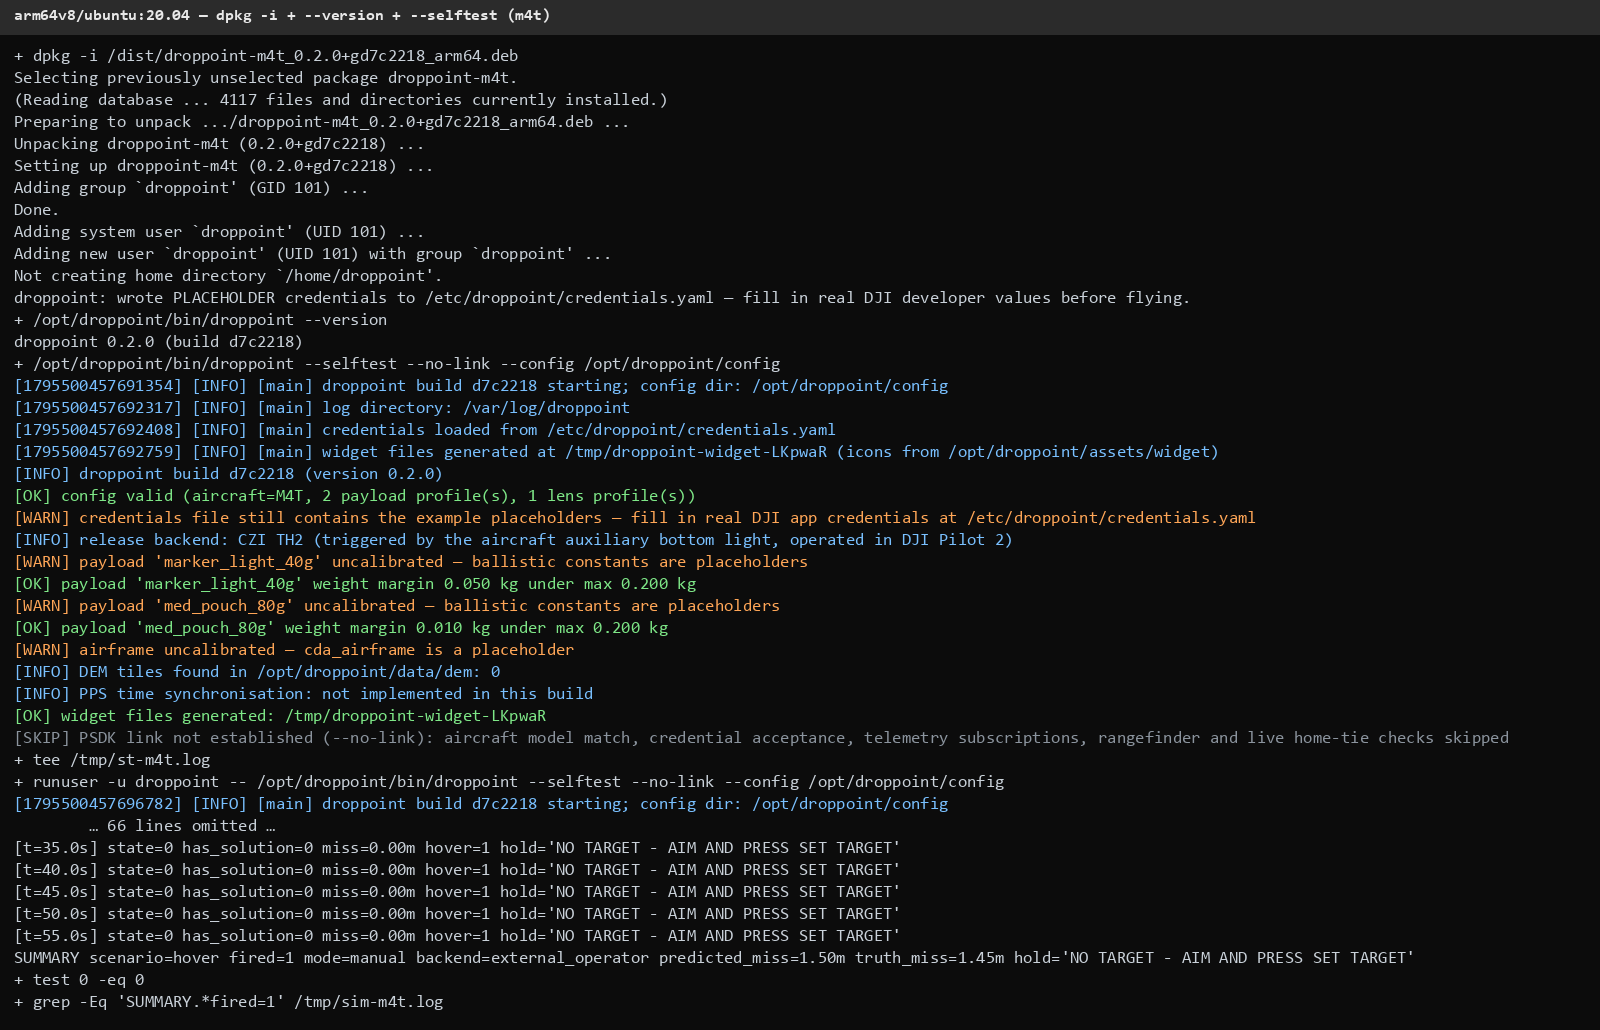 arm64v8/ubuntu:20.04 — dpkg -i + --version + --selftest (m4t)
+ dpkg -i /dist/droppoint-m4t_0.2.0+gd7c2218_arm64.deb
Selecting previously unselected package droppoint-m4t.
(Reading database ... 4117 files and directories currently installed.)
Preparing to unpack .../droppoint-m4t_0.2.0+gd7c2218_arm64.deb ...
Unpacking droppoint-m4t (0.2.0+gd7c2218) ...
Setting up droppoint-m4t (0.2.0+gd7c2218) ...
Adding group `droppoint' (GID 101) ...
Done.
Adding system user `droppoint' (UID 101) ...
Adding new user `droppoint' (UID 101) with group `droppoint' ...
Not creating home directory `/home/droppoint'.
droppoint: wrote PLACEHOLDER credentials to /etc/droppoint/credentials.yaml — fill in real DJI developer values before flying.
+ /opt/droppoint/bin/droppoint --version
droppoint 0.2.0 (build d7c2218)
+ /opt/droppoint/bin/droppoint --selftest --no-link --config /opt/droppoint/config
[1795500457691354] [INFO] [main] droppoint build d7c2218 starting; config dir: /opt/droppoint/config
[1795500457692317] [INFO] [main] log directory: /var/log/droppoint
[1795500457692408] [INFO] [main] credentials loaded from /etc/droppoint/credentials.yaml
[1795500457692759] [INFO] [main] widget files generated at /tmp/droppoint-widget-LKpwaR (icons from /opt/droppoint/assets/widget)
[INFO] droppoint build d7c2218 (version 0.2.0)
[OK] config valid (aircraft=M4T, 2 payload profile(s), 1 lens profile(s))
[WARN] credentials file still contains the example placeholders — fill in real DJI app credentials at /etc/droppoint/credentials.yaml
[INFO] release backend: CZI TH2 (triggered by the aircraft auxiliary bottom light, operated in DJI Pilot 2)
[WARN] payload 'marker_light_40g' uncalibrated — ballistic constants are placeholders
[OK] payload 'marker_light_40g' weight margin 0.050 kg under max 0.200 kg
[WARN] payload 'med_pouch_80g' uncalibrated — ballistic constants are placeholders
[OK] payload 'med_pouch_80g' weight margin 0.010 kg under max 0.200 kg
[WARN] airframe uncalibrated — cda_airframe is a placeholder
[INFO] DEM tiles found in /opt/droppoint/data/dem: 0
[INFO] PPS time synchronisation: not implemented in this build
[OK] widget files generated: /tmp/droppoint-widget-LKpwaR
[SKIP] PSDK link not established (--no-link): aircraft model match, credential acceptance, telemetry subscriptions, rangefinder and live home-tie checks skipped
+ tee /tmp/st-m4t.log
+ runuser -u droppoint -- /opt/droppoint/bin/droppoint --selftest --no-link --config /opt/droppoint/config
[1795500457696782] [INFO] [main] droppoint build d7c2218 starting; config dir: /opt/droppoint/config
… 66 lines omitted …
[t=35.0s] state=0 has_solution=0 miss=0.00m hover=1 hold='NO TARGET - AIM AND PRESS SET TARGET'
[t=40.0s] state=0 has_solution=0 miss=0.00m hover=1 hold='NO TARGET - AIM AND PRESS SET TARGET'
[t=45.0s] state=0 has_solution=0 miss=0.00m hover=1 hold='NO TARGET - AIM AND PRESS SET TARGET'
[t=50.0s] state=0 has_solution=0 miss=0.00m hover=1 hold='NO TARGET - AIM AND PRESS SET TARGET'
[t=55.0s] state=0 has_solution=0 miss=0.00m hover=1 hold='NO TARGET - AIM AND PRESS SET TARGET'
SUMMARY scenario=hover fired=1 mode=manual backend=external_operator predicted_miss=1.50m truth_miss=1.45m hold='NO TARGET - AIM AND PRESS SET TARGET'
+ test 0 -eq 0
+ grep -Eq 'SUMMARY.*fired=1' /tmp/sim-m4t.log